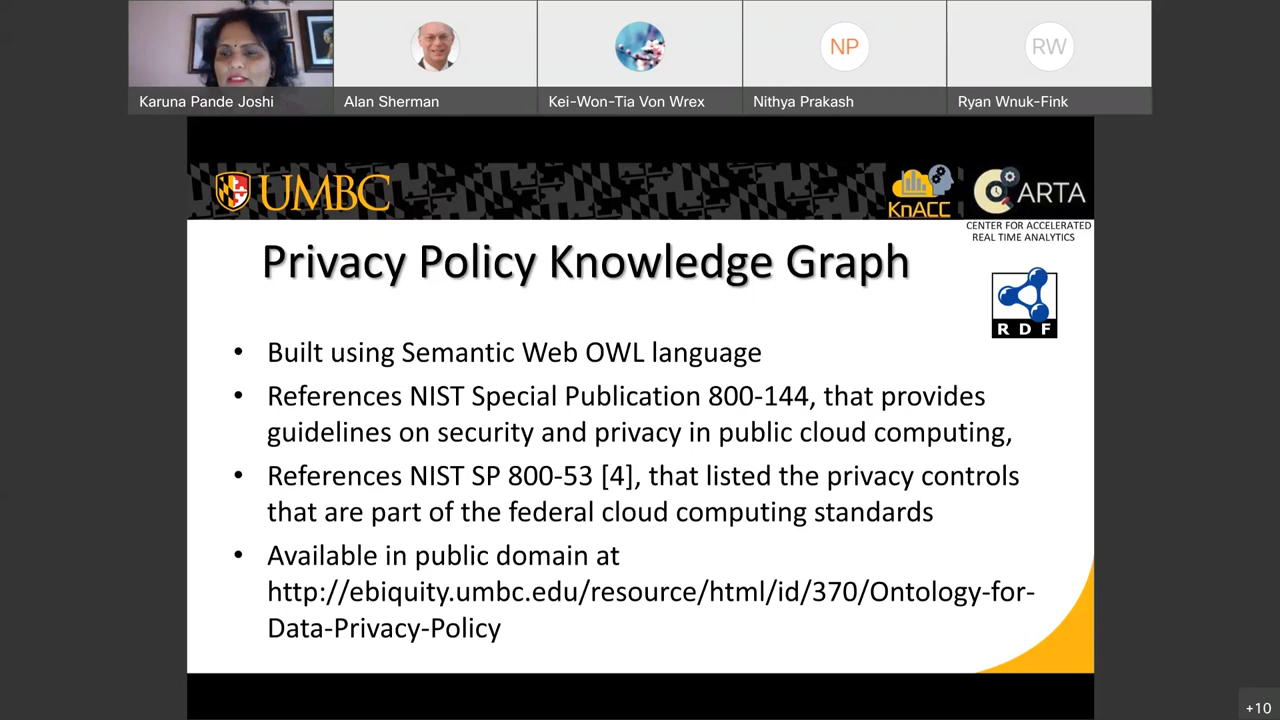 NP
RW
Karuna Pande Joshi
Alan Sherman
Kei-Won-Tia Von Wrex
Nithya Prakash
Ryan Wnuk-Fink
UMBC
KnACC
CARTA
CENTER FOR ACCELERATED
REAL TIME ANALYTICS
Privacy Policy Knowledge Graph
RDF
• Built using Semantic Web OWL language
• References NIST Special Publication 800-144, that provides
guidelines on security and privacy in public cloud computing,
• References NIST SP 800-53 [4], that listed the privacy controls
that are part of the federal cloud computing standards
• Available in public domain at
http://ebiquity.umbc.edu/resource/html/id/370/Ontology-for-
Data-Privacy-Policy
+10